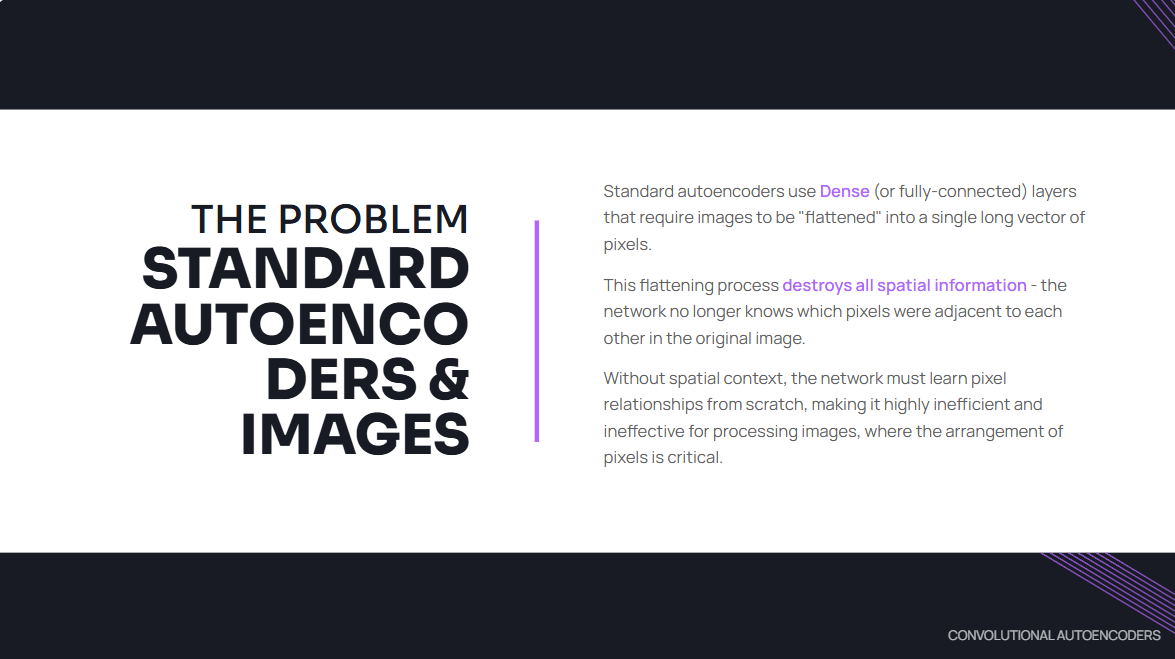 THE PROBLEM
STANDARD
AUTOENCO
DERS &
IMAGES
Standard autoencoders use Dense (or fully-connected) layers
that require images to be "flattened" into a single long vector of
pixels.
This flattening process destroys all spatial information - the
network no longer knows which pixels were adjacent to each
other in the original image.
Without spatial context, the network must learn pixel
relationships from scratch, making it highly inefficient and
ineffective for processing images, where the arrangement of
pixels is critical.
CONVOLUTIONAL AUTOENCODERS